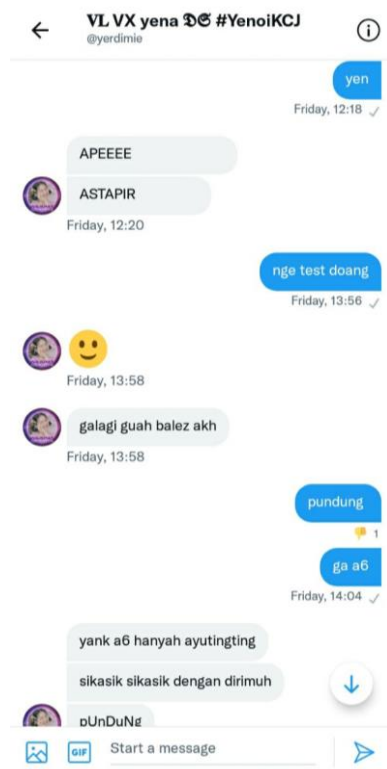 VL VX yena 𝕯𝕰 #YenoiKCJ
@yerdimie
yen
Friday, 12:18
APEEEE
ASTAPIR
Friday, 12:20
nge test doang
Friday, 13:56
Friday, 13:58
galagi guah balez akh
Friday, 13:58
pundung
1
ga a6
Friday, 14:04
yank a6 hanyah ayutingting
sikasik sikasik dengan dirimuh
pUnDuNg
GIF
Start a message